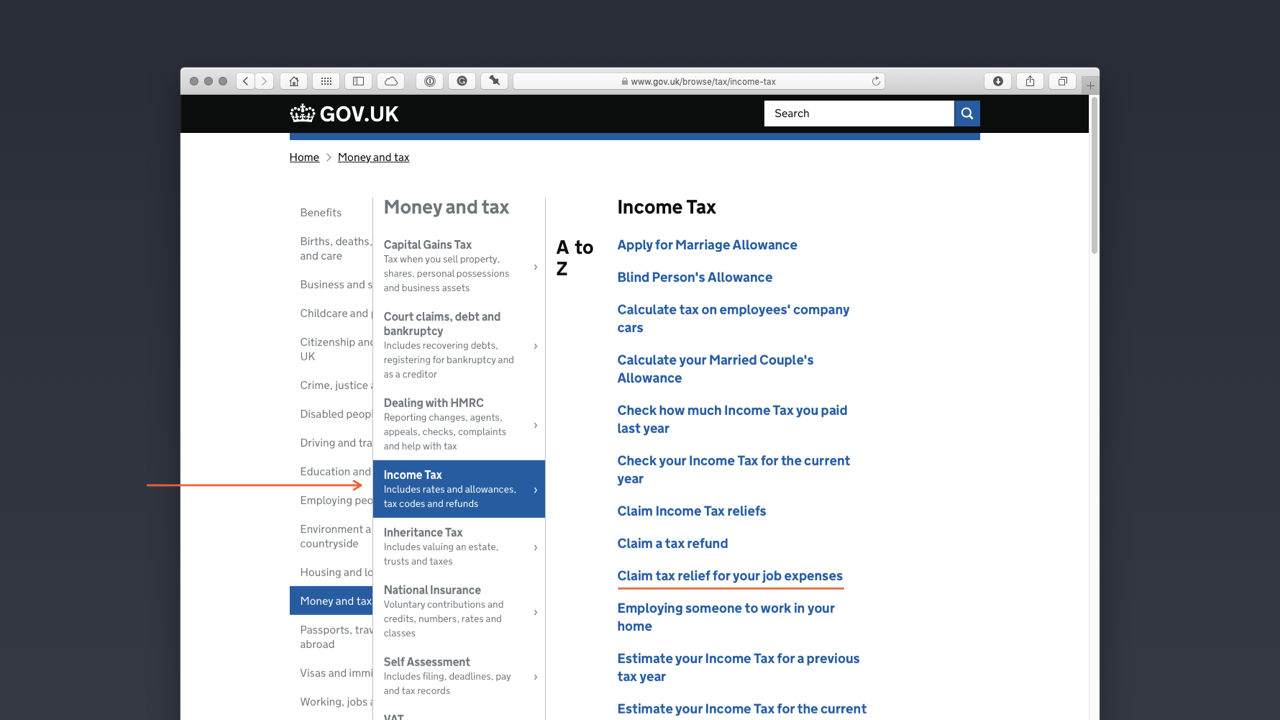 www.gov.uk/browse/tax/income-tax
GOV.UK
Search
Home
Money and tax
Benefits
Births, deaths,
and care
Business and s
Childcare and
Citizenship and
UK
Crime, justice
Disabled peopl
Driving and tra
Education and
Employing peo
Environment a
countryside
Housing and lo
Money and tax
Passports, trav
abroad
Visas and immi
Working, jobs a
Money and tax
Capital Gains Tax
Tax when you sell property,
shares, personal possessions
and business assets
Court claims, debt and
bankruptcy
Includes recovering debts,
registering for bankruptcy and
as a creditor
Dealing with HMRC
Reporting changes, agents,
appeals, checks, complaints
and help with tax
Income Tax
Includes rates and allowances,
tax codes and refunds
Inheritance Tax
Includes valuing an estate,
trusts and taxes
National Insurance
Voluntary contributions and
credits, numbers, rates and
classes
Self Assessment
Includes filing, deadlines, pay
and tax records
VAT
A to
Z
Income Tax
Apply for Marriage Allowance
Blind Person's Allowance
Calculate tax on employees' company
cars
Calculate your Married Couple's
Allowance
Check how much Income Tax you paid
last year
Check your Income Tax for the current
year
Claim Income Tax reliefs
Claim a tax refund
Claim tax relief for your job expenses
Employing someone to work in your
home
Estimate your Income Tax for a previous
tax year
Estimate your Income Tax for the current